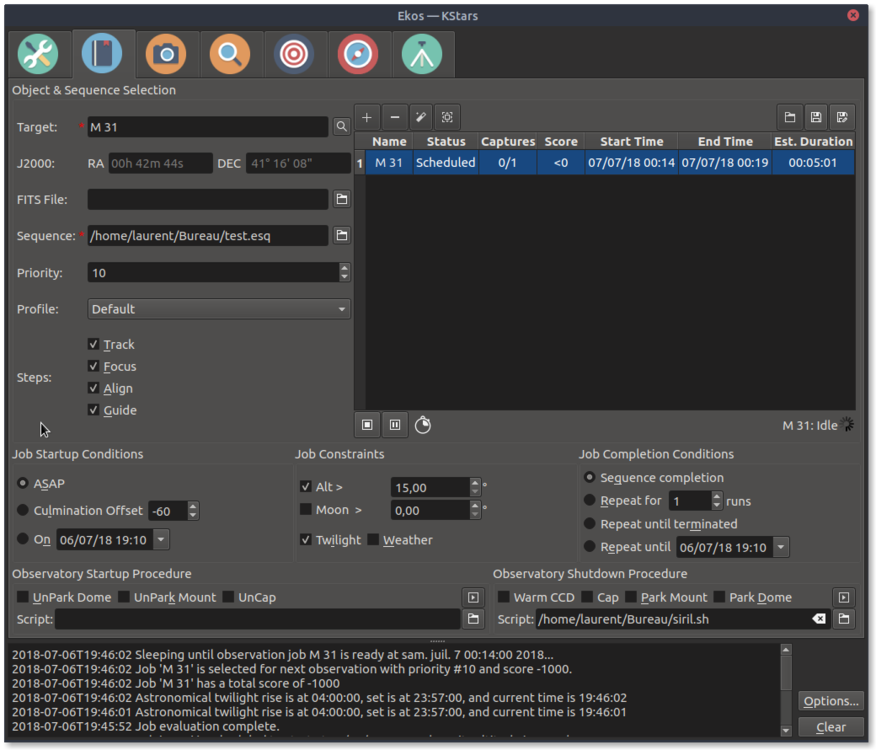 Ekos — KStars
Object & Sequence Selection
Target: * M 31
J2000: RA 00h 42m 44s DEC 41° 16' 08"
FITS File:
Sequence: * /home/laurent/Bureau/test.esq
Priority: 10
Profile: Default
Steps:
Track
Focus
Align
Guide
Name Status Captures Score Start Time End Time Est. Duration
1 M 31 Scheduled 0/1 <0 07/07/18 00:14 07/07/18 00:19 00:05:01
M 31: Idle
Job Startup Conditions
ASAP
Culmination Offset -60
On 06/07/18 19:10
Job Constraints
Alt > 15,00 °
Moon > 0,00 °
Twilight Weather
Job Completion Conditions
Sequence completion
Repeat for 1 runs
Repeat until terminated
Repeat until 06/07/18 19:10
Observatory Startup Procedure
UnPark Dome UnPark Mount UnCap
Script:
Observatory Shutdown Procedure
Warm CCD Cap Park Mount Park Dome
Script: /home/laurent/Bureau/siril.sh
2018-07-06T19:46:02 Sleeping until observation job M 31 is ready at sam. juil. 7 00:14:00 2018...
2018-07-06T19:46:02 Job 'M 31' is selected for next observation with priority #10 and score -1000.
2018-07-06T19:46:02 Job 'M 31' has a total score of -1000
2018-07-06T19:46:02 Astronomical twilight rise is at 04:00:00, set is at 23:57:00, and current time is 19:46:02
2018-07-06T19:46:01 Astronomical twilight rise is at 04:00:00, set is at 23:57:00, and current time is 19:46:01
2018-07-06T19:45:52 Job evaluation complete.
Options...
Clear